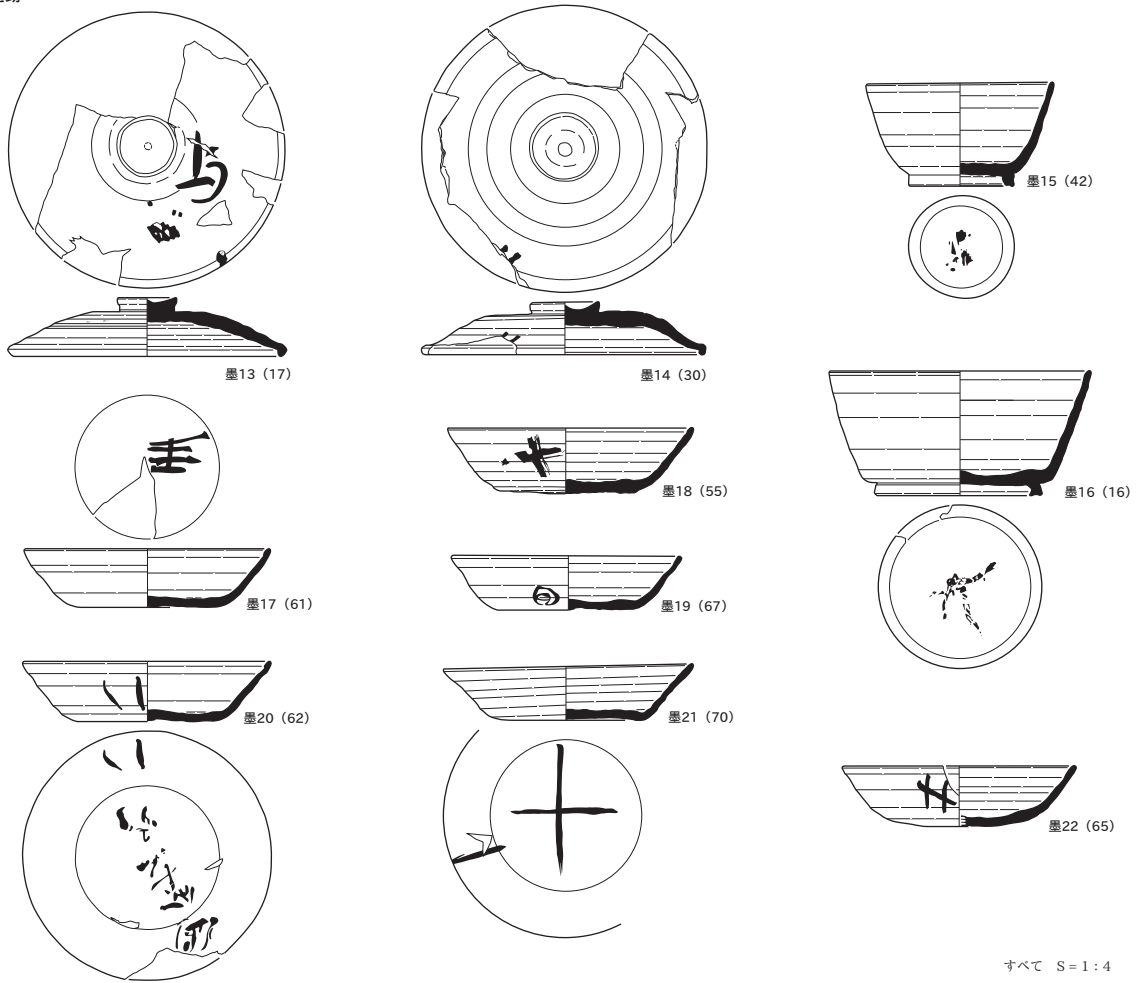 墨13（17）
墨14（30）
墨15（42）
墨16（16）
墨17（61）
墨18（55）
墨19（67）
墨20（62）
墨21（70）
墨22（65）
十
すべて　S = 1 : 4